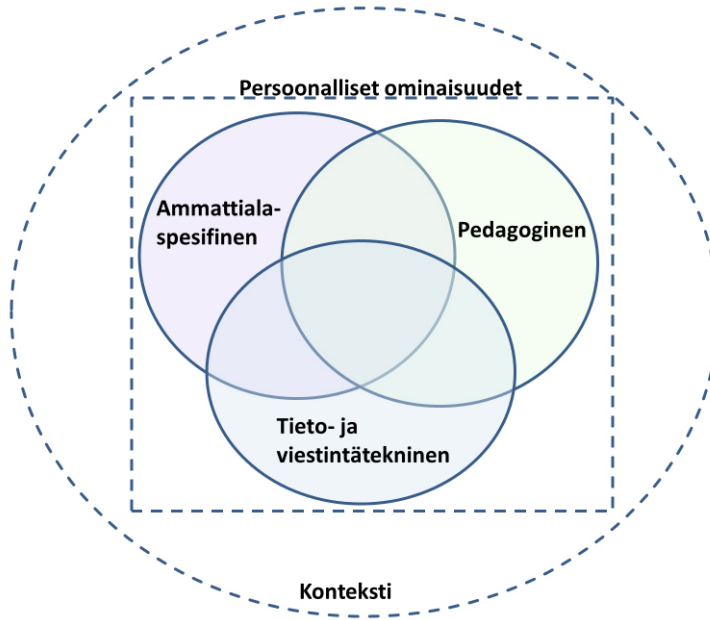 Persoonalliset ominaisuudet
Ammattiala-
spesifinen
Pedagoginen
Tieto- ja
viestintätekninen
Konteksti